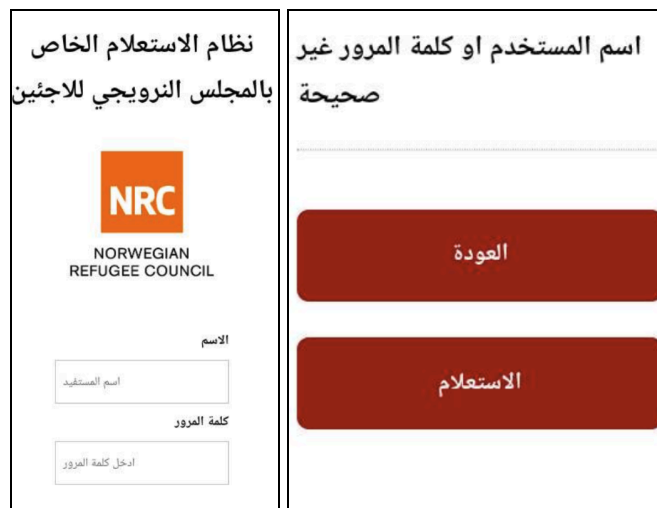 نظام الاستعلام الخاص
بالمجلس النرويجي للاجئين
NRC
NORWEGIAN
REFUGEE COUNCIL
الاسم
اسم المستفيد
كلمة المرور
ادخل كلمة المرور
اسم المستخدم او كلمة المرور غير
صحيحة
العودة
الاستعلام